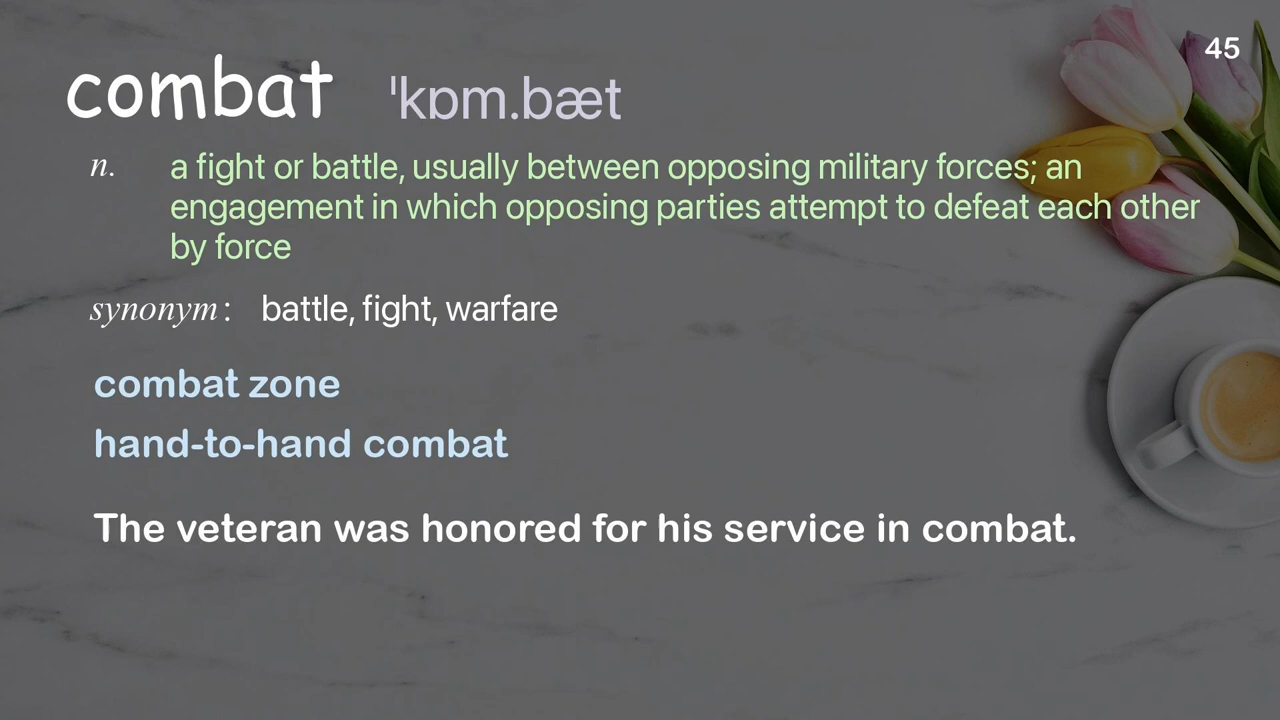 45
combat ˈkɒm.bæt
n. a fight or battle, usually between opposing military forces; an
engagement in which opposing parties attempt to defeat each other
by force
synonym: battle, fight, warfare
combat zone
hand-to-hand combat
The veteran was honored for his service in combat.